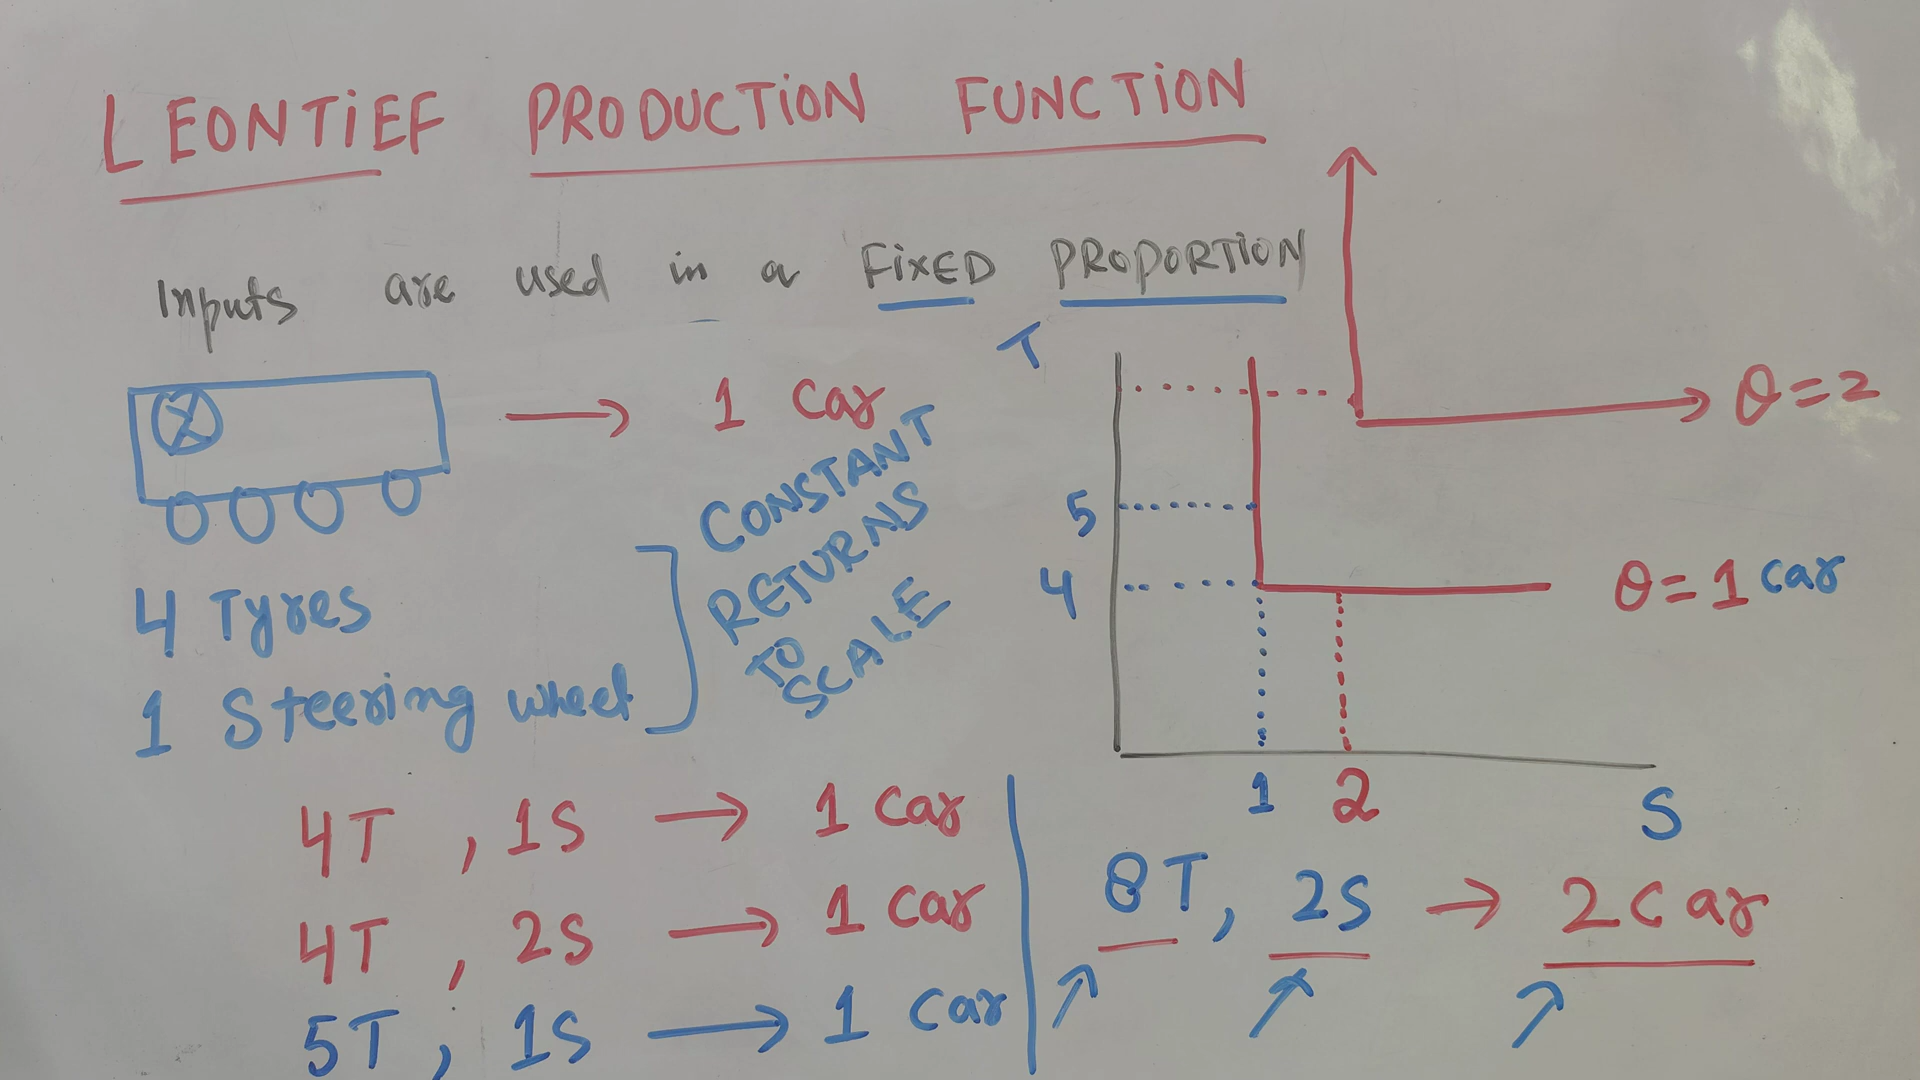 LEONTiEF PRODUCTiON FUNCTiON
Inputs are used in a FixED PROPORTION
→ 1 Car
4 Tyres
1 Steering wheel
CONSTANT
RETURNS
TO
SCALE
4T , 1S → 1 Car
4T , 2S → 1 Car
5T , 1S → 1 Car
T
Q=2
5
4
Q=1 Car
1 2 S
8T, 2S → 2 Car